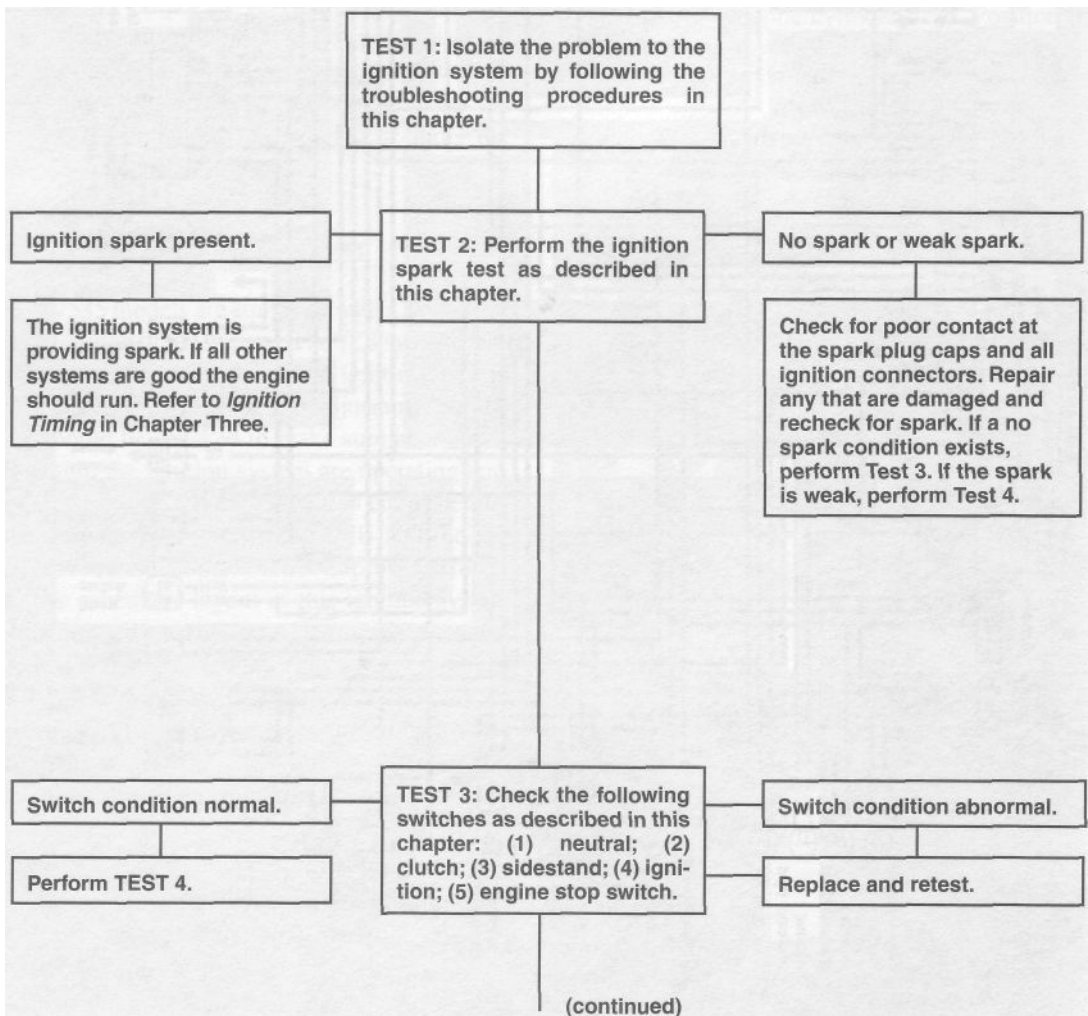 TEST 1: Isolate the problem to the
ignition system by following the
troubleshooting procedures in
this chapter.
Ignition spark present.
TEST 2: Perform the ignition
spark test as described in
this chapter.
No spark or weak spark.
The ignition system is
providing spark. If all other
systems are good the engine
should run. Refer to Ignition
Timing in Chapter Three.
Check for poor contact at
the spark plug caps and all
ignition connectors. Repair
any that are damaged and
recheck for spark. If a no
spark condition exists,
perform Test 3. If the spark
is weak, perform Test 4.
Switch condition normal.
TEST 3: Check the following
switches as described in this
chapter: (1) neutral; (2)
clutch; (3) sidestand; (4) igni-
tion; (5) engine stop switch.
Switch condition abnormal.
Perform TEST 4.
Replace and retest.
(continued)